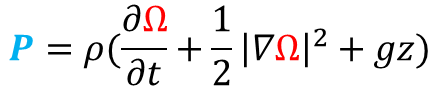 P = ρ(∂Ω/∂t + 1/2 |∇Ω|² + gz)